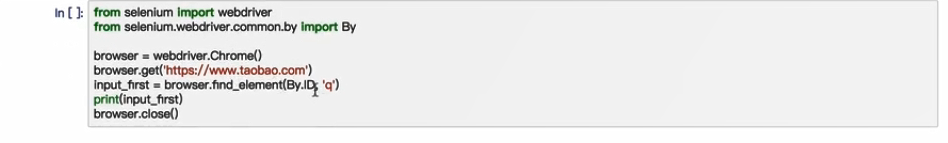 In [ ]: from selenium import webdriver
from selenium.webdriver.common.by import By
browser = webdriver.Chrome()
browser.get('https://www.taobao.com')
input_first = browser.find_element(By.ID, 'q')
print(input_first)
browser.close()